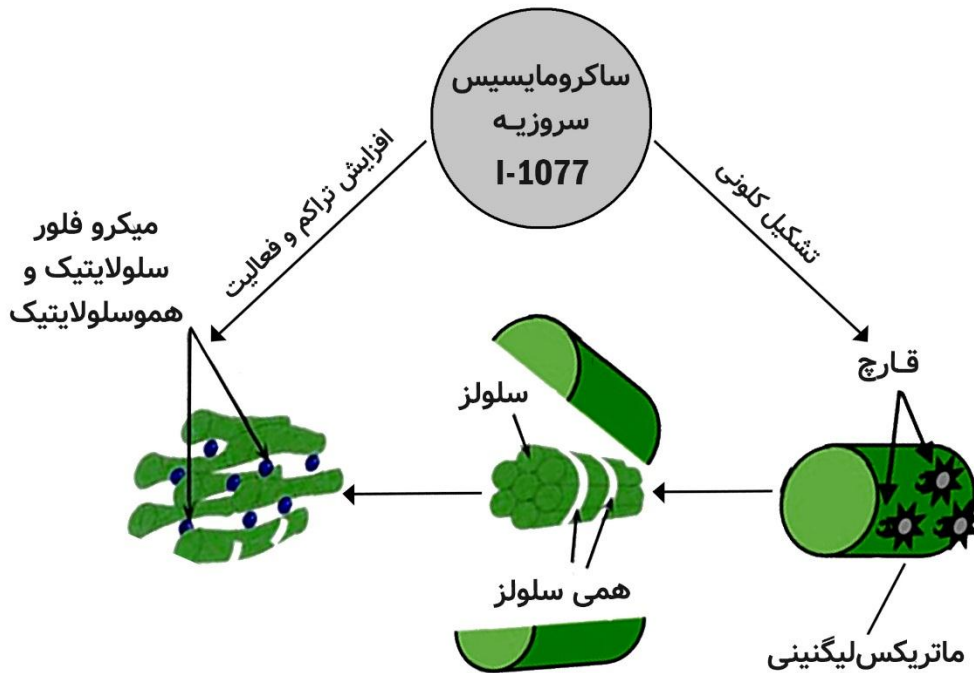 ساکرومایسیس
سروزیـه
I-1077
تشکیل کلونی
افزایش تراکم و فعالیت
میکرو فلور
سلولایتیک و
هموسلولایتیک
قـارچ
سلولز
همی سلولز
ماتریکس‌لیگنینی